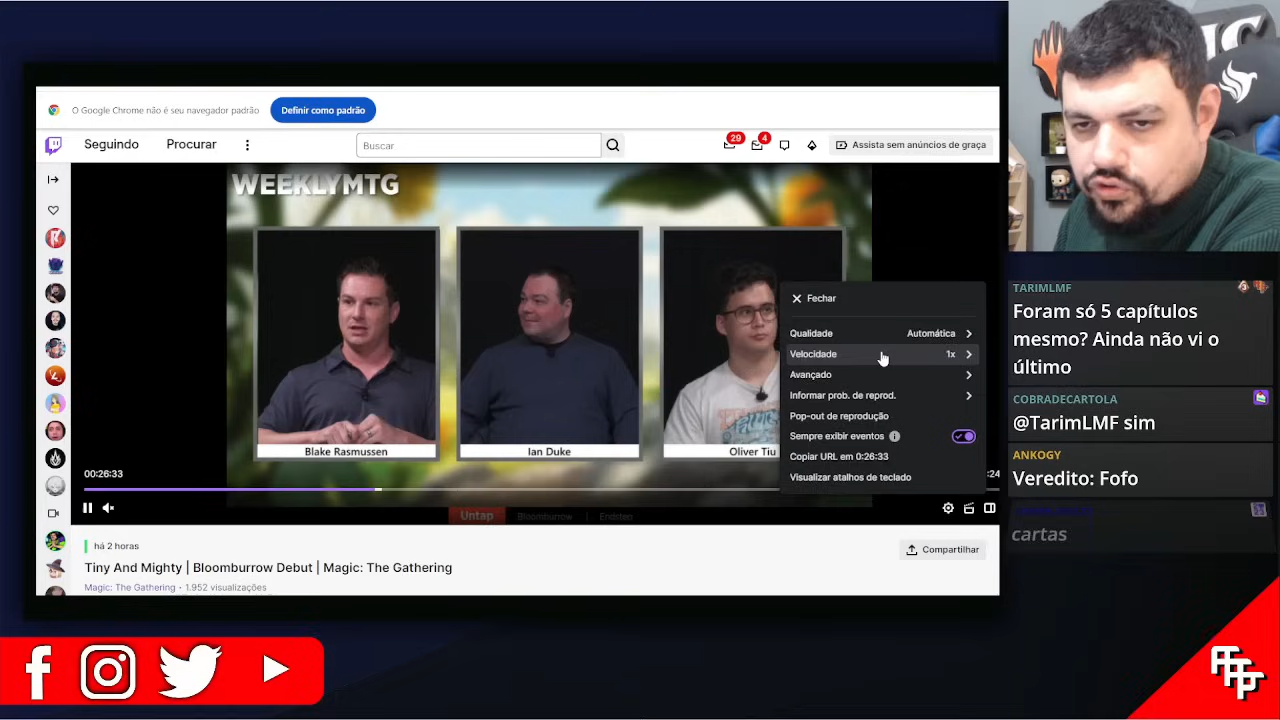 O Google Chrome não é seu navegador padrão
Definir como padrão
Seguindo
Procurar
Buscar
29
4
Assista sem anúncios de graça
WEEKLYMTG
Blake Rasmussen
Ian Duke
Oliver Tiu
Fechar
Qualidade Automática
Velocidade 1x
Avançado
Informar prob. de reprod.
Pop-out de reprodução
Sempre exibir eventos
Copiar URL em 0:26:33
Visualizar atalhos de teclado
00:26:33
:24
Untap Bloomburrow
há 2 horas
Compartilhar
Tiny And Mighty | Bloomburrow Debut | Magic: The Gathering
Magic: The Gathering • 1.952 visualizações
TARIMLMF
Foram só 5 capítulos
mesmo? Ainda não vi o
último
COBRADECARTOLA
@TarimLMF sim
ANKOGY
Veredito: Fofo
cartas